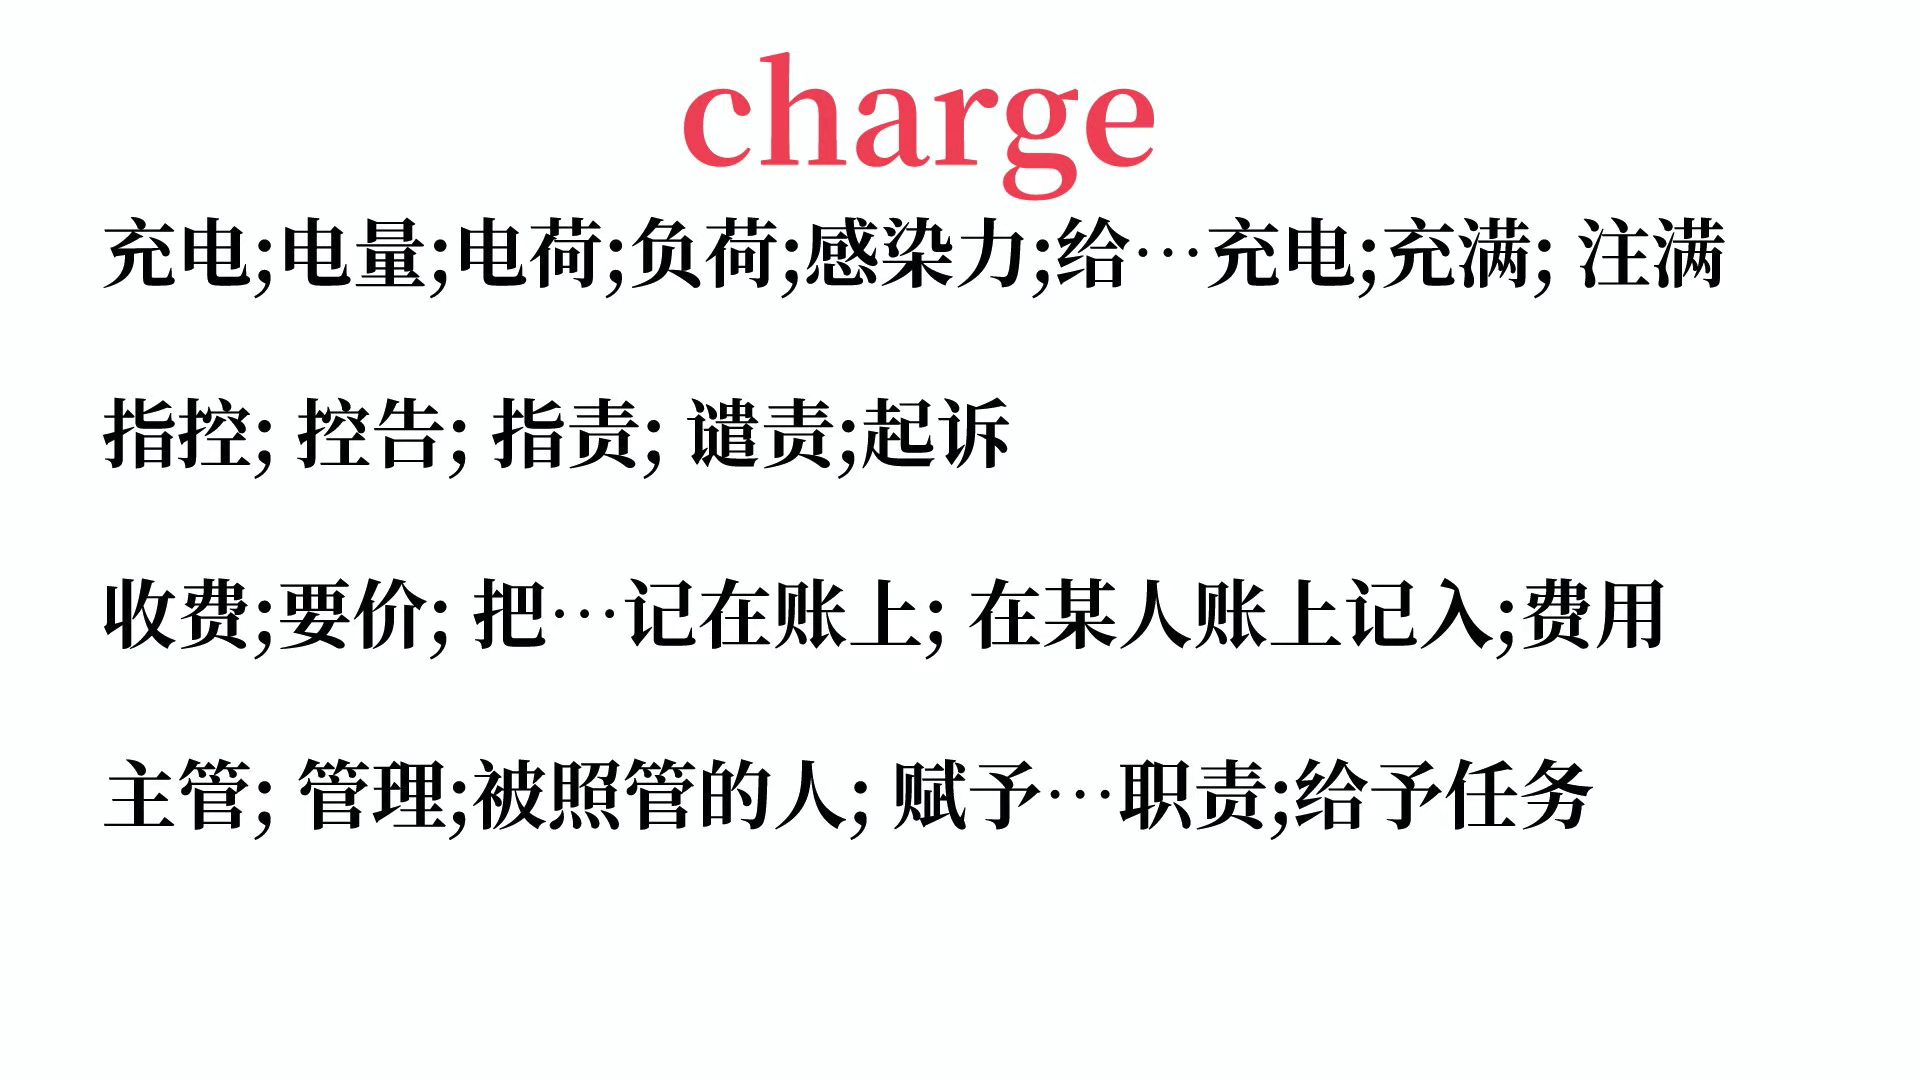 charge
充电;电量;电荷;负荷;感染力;给…充电;充满; 注满
指控; 控告; 指责; 谴责;起诉
收费;要价; 把…记在账上; 在某人账上记入;费用
主管; 管理;被照管的人; 赋予…职责;给予任务